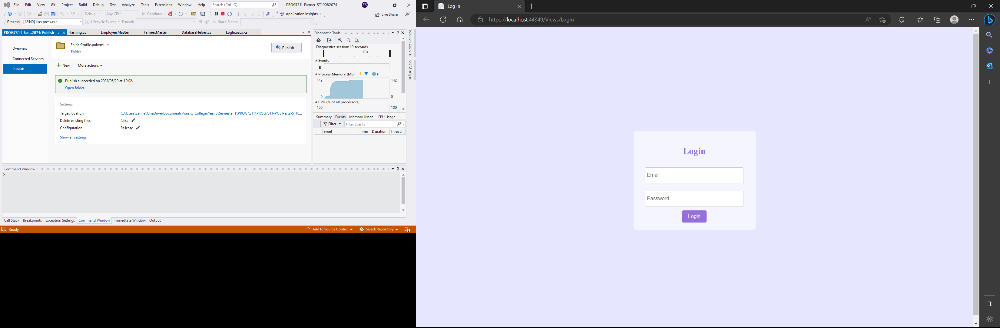 File Edit View Git Project Build Debug Test Analyze Tools Extensions Window Help Search (Ctrl+Q) PROG7311-Farmer-ST10082074 ZS
Debug Any CPU Continue Application Insights Live Share
Process: [42440] iisexpress.exe Lifecycle Events Thread: Stack Frame:
PROG7311-Far...2074: Publish Hashing.cs Employee.Master Farmer.Master DatabaseHelper.cs LogIn.aspx.cs
Overview
Connected Services
Publish
FolderProfile.pubxml
Folder
Publish
New More actions
Publish succeeded on 2023/05/29 at 19:02.
Open folder
Settings
Target location C:\Users\zanne\OneDrive\Documents\Varsity College\Year 3\Semester 1\PROG7311\PROG7311-POE Part2-ST10...
Delete existing files false
Configuration Release
Show all settings
Diagnostic Tools
Diagnostics session: 10 seconds
10s
Events
Process Memory (MB) P
142 142
0 0
CPU (% of all processors)
100 100
Summary Events Memory Usage CPU Usage
Filter Filter Events
Event Time Duration Thread
Solution Explorer
Git Changes
Command Window
>
Call Stack Breakpoints Exception Settings Command Window Immediate Window Output
Ready Add to Source Control Select Repository 2
Log In
https://localhost:44349/Views/LogIn
Login
Email
Password
Login